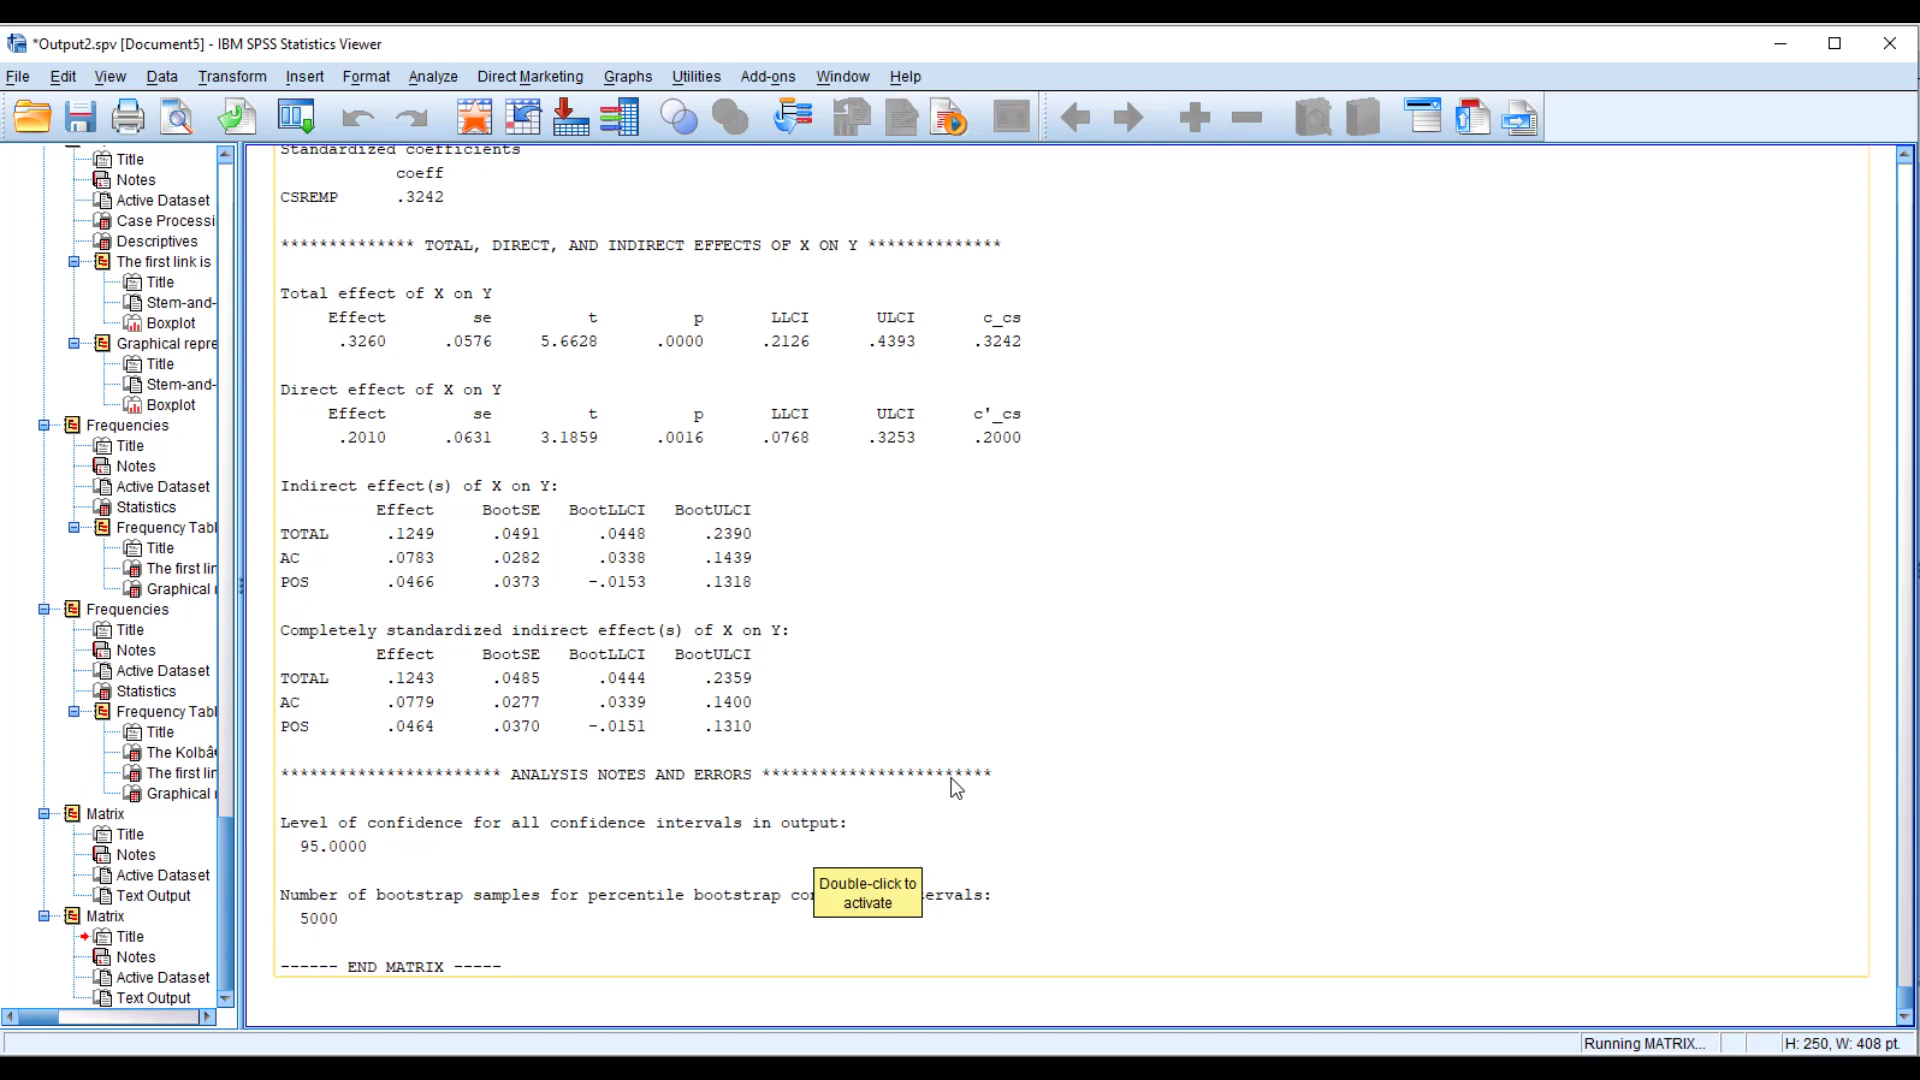 *Output2.spv [Document5] - IBM SPSS Statistics Viewer
File Edit View Data Transform Insert Format Analyze Direct Marketing Graphs Utilities Add-ons Window Help
Title
Notes
Active Dataset
Case Processi
Descriptives
The first link is
Title
Stem-and-
Boxplot
Graphical repre
Title
Stem-and-
Boxplot
Frequencies
Title
Notes
Active Dataset
Statistics
Frequency Tabl
Title
The first lin
Graphical r
Frequencies
Title
Notes
Active Dataset
Statistics
Frequency Tabl
Title
The Kolbâ€
The first lin
Graphical r
Matrix
Title
Notes
Active Dataset
Text Output
Matrix
Title
Notes
Active Dataset
Text Output
Standardized coefficients
coeff
CSREMP .3242
************** TOTAL, DIRECT, AND INDIRECT EFFECTS OF X ON Y **************
Total effect of X on Y
Effect se t p LLCI ULCI c_cs
.3260 .0576 5.6628 .0000 .2126 .4393 .3242
Direct effect of X on Y
Effect se t p LLCI ULCI c'_cs
.2010 .0631 3.1859 .0016 .0768 .3253 .2000
Indirect effect(s) of X on Y:
Effect BootSE BootLLCI BootULCI
TOTAL .1249 .0491 .0448 .2390
AC .0783 .0282 .0338 .1439
POS .0466 .0373 -.0153 .1318
Completely standardized indirect effect(s) of X on Y:
Effect BootSE BootLLCI BootULCI
TOTAL .1243 .0485 .0444 .2359
AC .0779 .0277 .0339 .1400
POS .0464 .0370 -.0151 .1310
*********************** ANALYSIS NOTES AND ERRORS ************************
Level of confidence for all confidence intervals in output:
95.0000
Number of bootstrap samples for percentile bootstrap co ervals:
5000
Double-click to
activate
------ END MATRIX -----
Running MATRIX... H: 250, W: 408 pt.